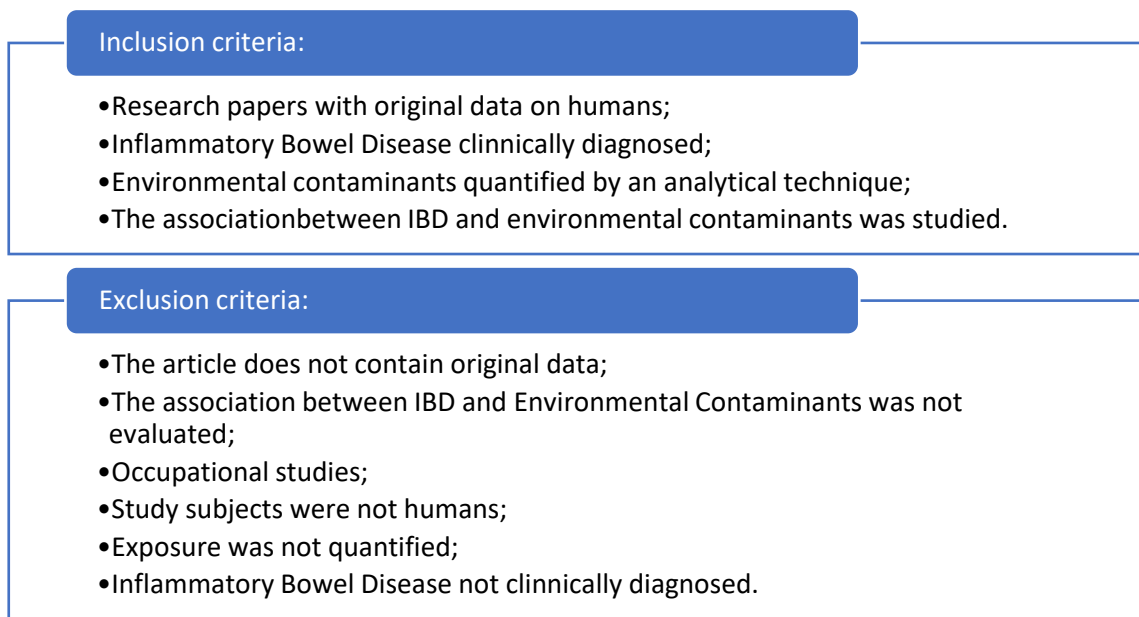 Inclusion criteria:
•Research papers with original data on humans;
•Inflammatory Bowel Disease clinnically diagnosed;
•Environmental contaminants quantified by an analytical technique;
•The associationbetween IBD and environmental contaminants was studied.
Exclusion criteria:
•The article does not contain original data;
•The association between IBD and Environmental Contaminants was not
evaluated;
•Occupational studies;
•Study subjects were not humans;
•Exposure was not quantified;
•Inflammatory Bowel Disease not clinnically diagnosed.